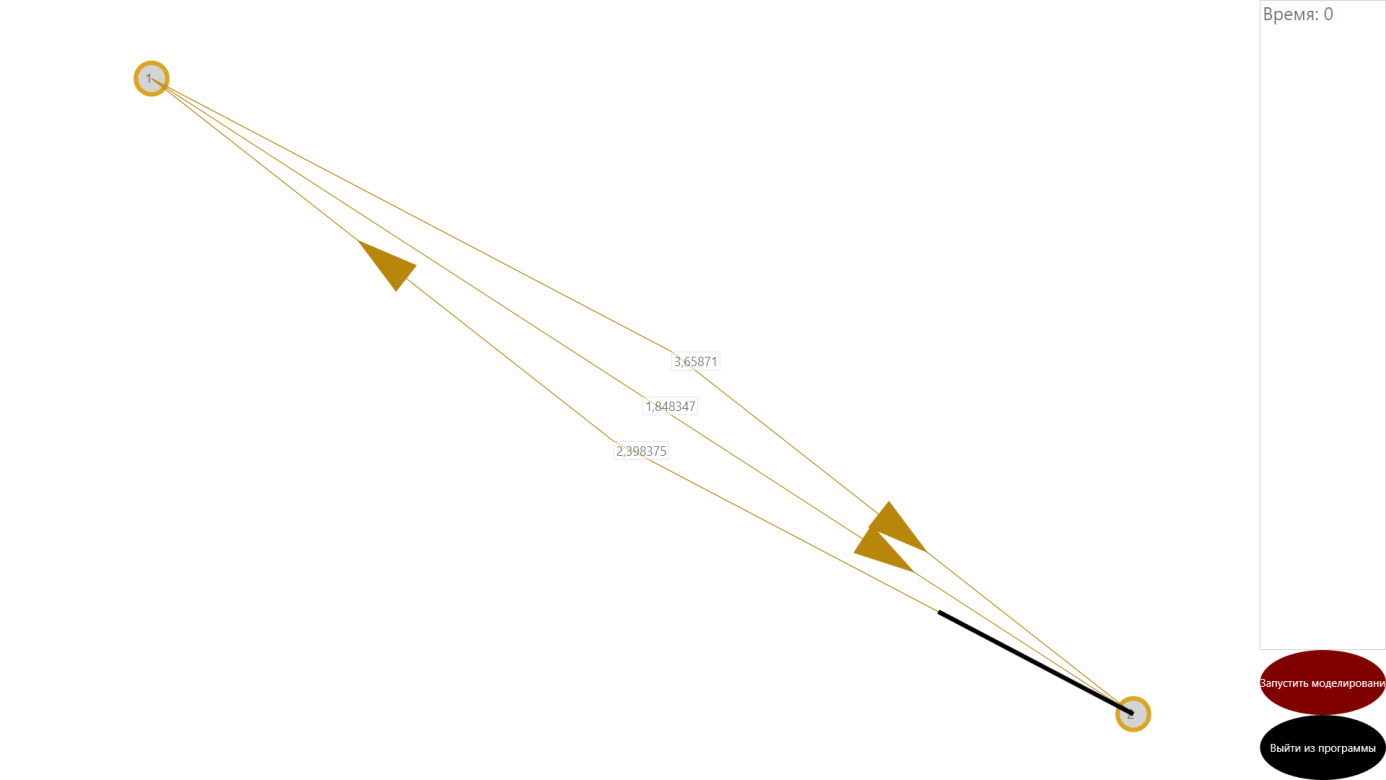 Время: 0
1
3,65871
1,848347
2,398375
2
Запустить моделировани
Выйти из программы